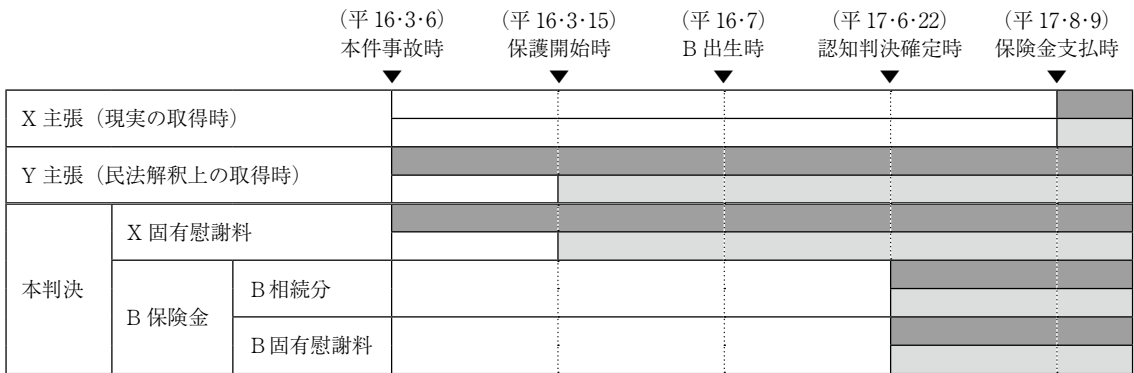 （平 16･3･6）　（平 16･3･15）　（平 16･7）　（平 17･6･22）　（平 17･8･9）
本件事故時　保護開始時　B 出生時　認知判決確定時　保険金支払時
▼　▼　▼　▼　▼
X 主張（現実の取得時）
Y 主張（民法解釈上の取得時）
本判決
X 固有慰謝料
B 保険金
B 相続分
B 固有慰謝料